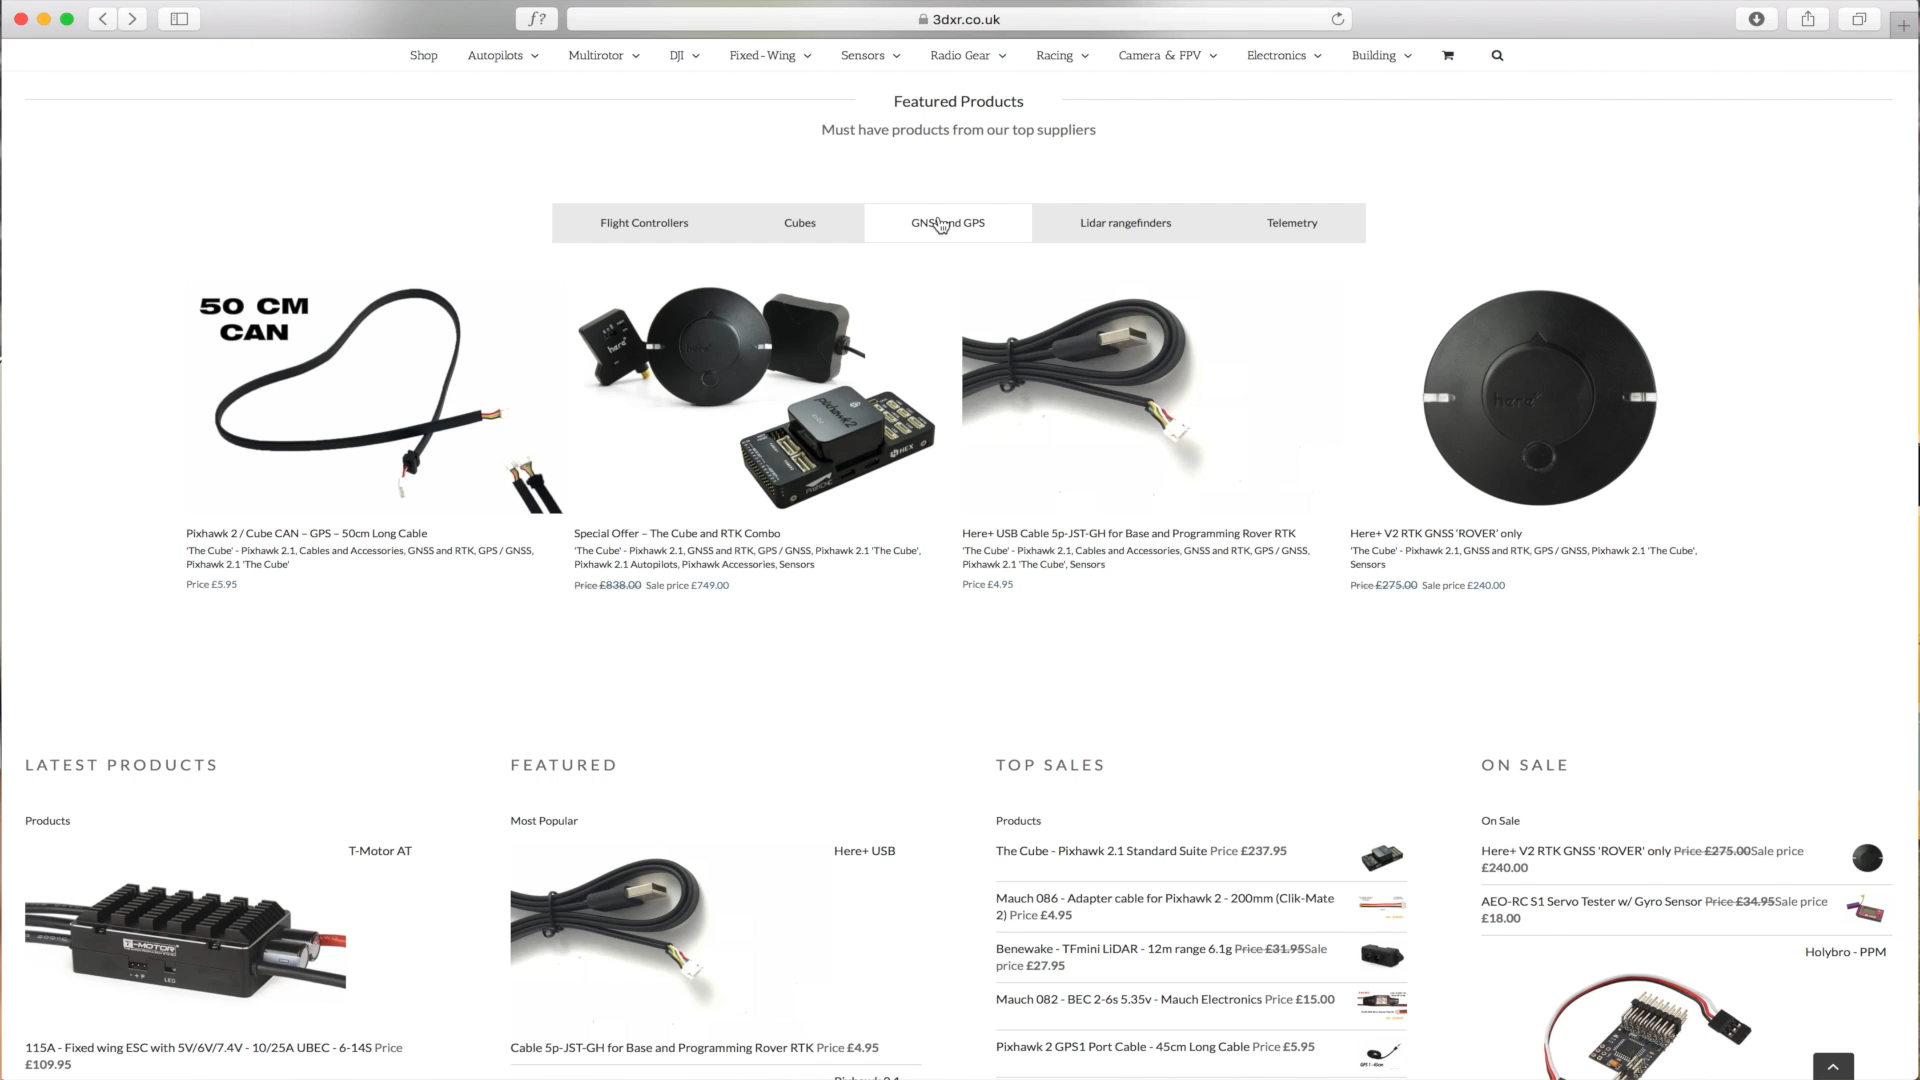 3dxr.co.uk
Shop Autopilots Multirotor DJI Fixed-Wing Sensors Radio Gear Racing Camera & FPV Electronics Building
Featured Products
Must have products from our top suppliers
Flight Controllers Cubes GNSS and GPS Lidar rangefinders Telemetry
50 CM
CAN
here+
pixhawk2
HEX
here+
Pixhawk 2 / Cube CAN – GPS – 50cm Long Cable
'The Cube' - Pixhawk 2.1, Cables and Accessories, GNSS and RTK, GPS / GNSS,
Pixhawk 2.1 'The Cube'
Price £5.95
Special Offer – The Cube and RTK Combo
'The Cube' - Pixhawk 2.1, GNSS and RTK, GPS / GNSS, Pixhawk 2.1 'The Cube',
Pixhawk 2.1 Autopilots, Pixhawk Accessories, Sensors
Price £838.00 Sale price £749.00
Here+ USB Cable 5p-JST-GH for Base and Programming Rover RTK
'The Cube' - Pixhawk 2.1, Cables and Accessories, GNSS and RTK, GPS / GNSS,
Pixhawk 2.1 'The Cube', Sensors
Price £4.95
Here+ V2 RTK GNSS 'ROVER' only
'The Cube' - Pixhawk 2.1, GNSS and RTK, GPS / GNSS, Pixhawk 2.1 'The Cube',
Sensors
Price £275.00 Sale price £240.00
LATEST PRODUCTS
Products
T-Motor AT
T-MOTOR
LED
115A - Fixed wing ESC with 5V/6V/7.4V - 10/25A UBEC - 6-14S Price
£109.95
FEATURED
Most Popular
Here+ USB
Cable 5p-JST-GH for Base and Programming Rover RTK Price £4.95
TOP SALES
Products
The Cube - Pixhawk 2.1 Standard Suite Price £237.95
Mauch 086 - Adapter cable for Pixhawk 2 - 200mm (Clik-Mate
2) Price £4.95
Benewake - TFmini LiDAR - 12m range 6.1g Price £31.95Sale
price £27.95
Mauch 082 - BEC 2-6s 5.35v - Mauch Electronics Price £15.00
Pixhawk 2 GPS1 Port Cable - 45cm Long Cable Price £5.95
ON SALE
On Sale
Here+ V2 RTK GNSS 'ROVER' only Price £275.00Sale price
£240.00
AEO-RC S1 Servo Tester w/ Gyro Sensor Price £34.95Sale price
£18.00
Holybro - PPM